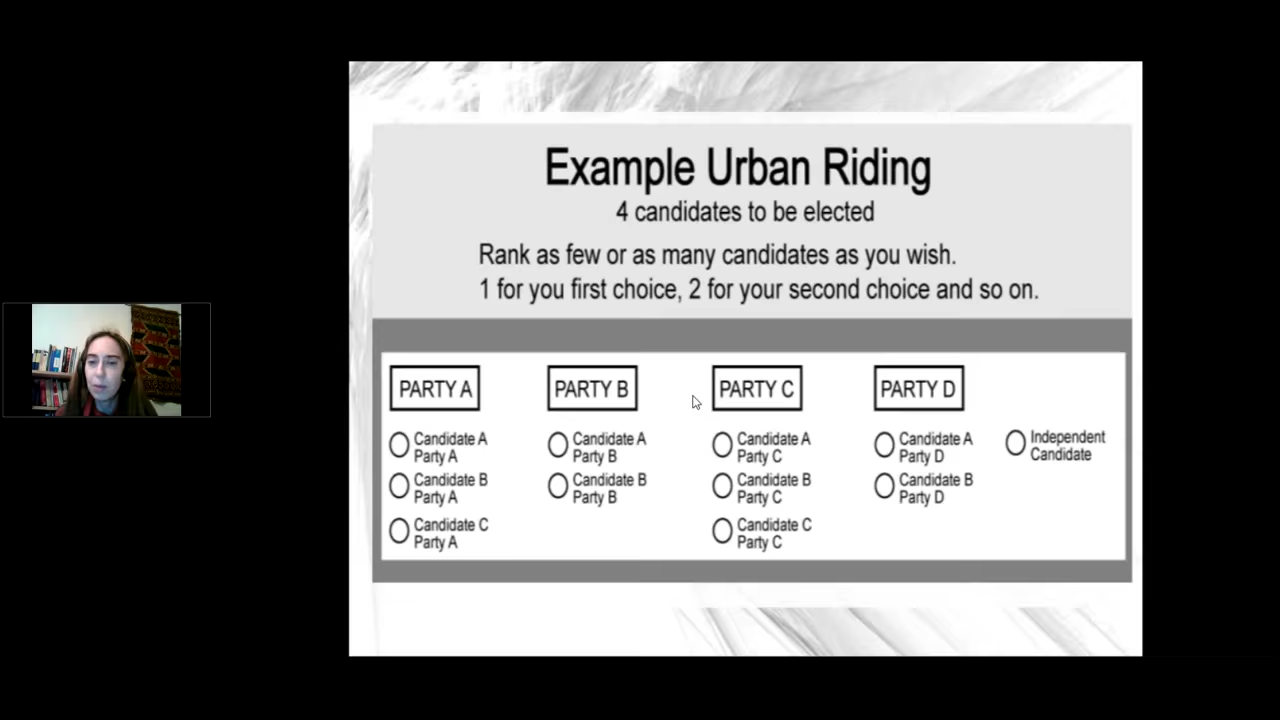 Example Urban Riding
4 candidates to be elected
Rank as few or as many candidates as you wish.
1 for you first choice, 2 for your second choice and so on.
PARTY A
Candidate A
Party A
Candidate B
Party A
Candidate C
Party A
PARTY B
Candidate A
Party B
Candidate B
Party B
PARTY C
Candidate A
Party C
Candidate B
Party C
Candidate C
Party C
PARTY D
Candidate A
Party D
Candidate B
Party D
Independent
Candidate